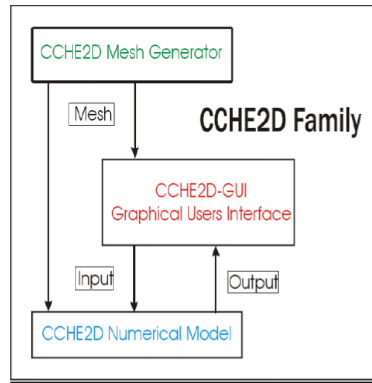 CCHE2D Mesh Generator
Mesh
CCHE2D Family
CCHE2D-GUI
Graphical Users Interface
Input
Output
CCHE2D Numerical Model